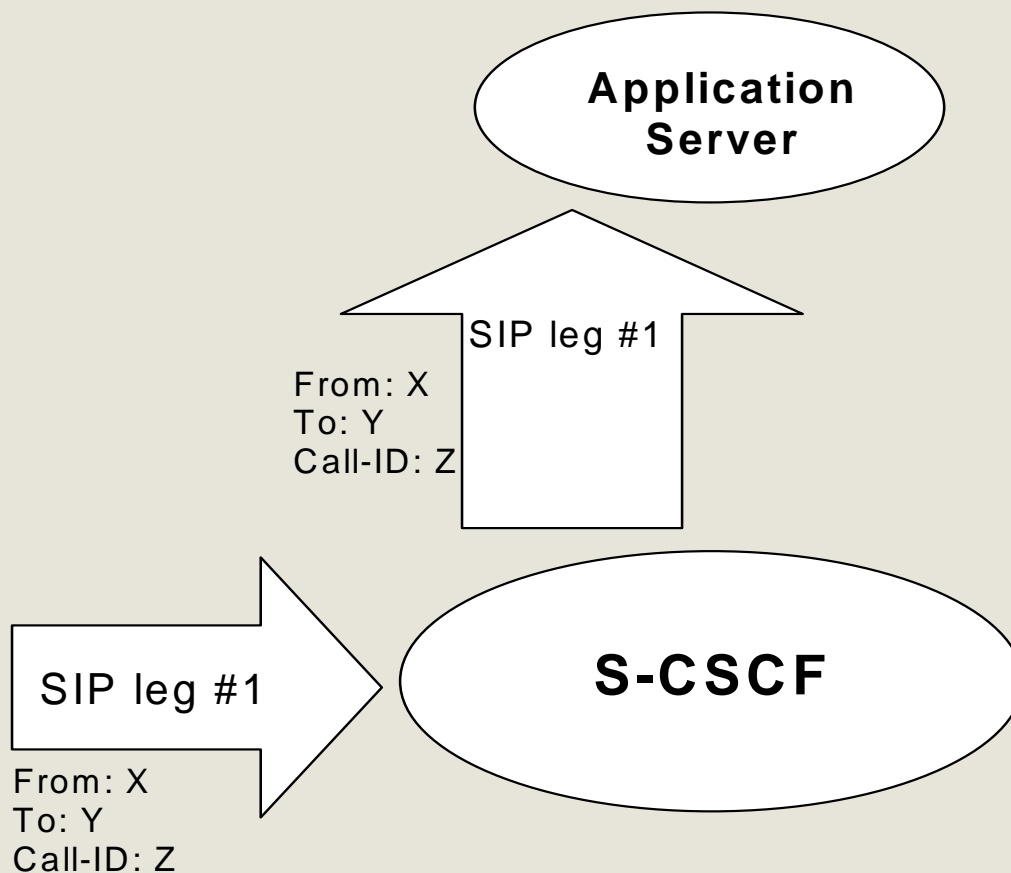 Application
Server
SIP leg #1
From: X
To: Y
Call-ID: Z
S-CSCF
SIP leg #1
From: X
To: Y
Call-ID: Z